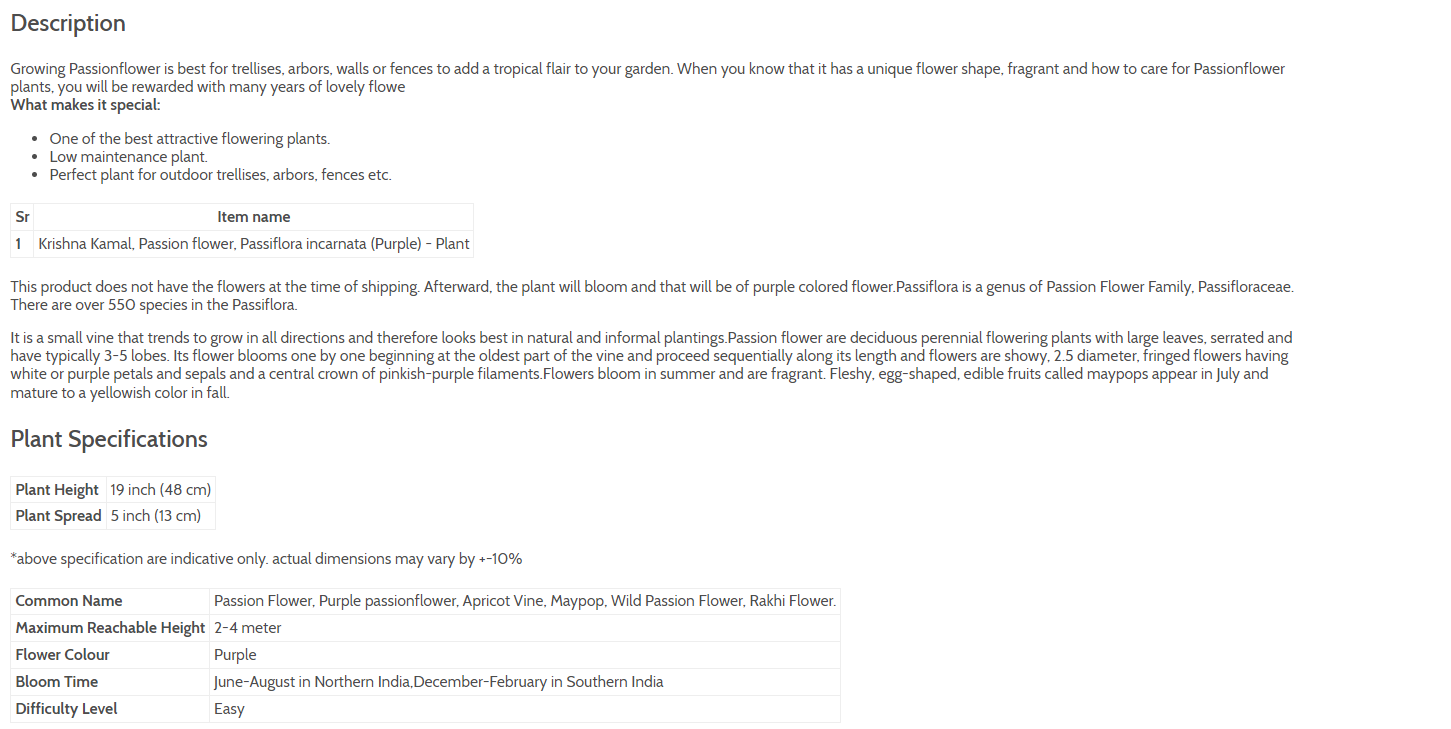 Description
Growing Passionflower is best for trellises, arbors, walls or fences to add a tropical flair to your garden. When you know that it has a unique flower shape, fragrant and how to care for Passionflower
plants, you will be rewarded with many years of lovely flowe
What makes it special:
One of the best attractive flowering plants.
Low maintenance plant.
Perfect plant for outdoor trellises, arbors, fences etc.
Sr Item name
1 Krishna Kamal, Passion flower, Passiflora incarnata (Purple) - Plant
This product does not have the flowers at the time of shipping. Afterward, the plant will bloom and that will be of purple colored flower.Passiflora is a genus of Passion Flower Family, Passifloraceae.
There are over 550 species in the Passiflora.
It is a small vine that trends to grow in all directions and therefore looks best in natural and informal plantings.Passion flower are deciduous perennial flowering plants with large leaves, serrated and
have typically 3-5 lobes. Its flower blooms one by one beginning at the oldest part of the vine and proceed sequentially along its length and flowers are showy, 2.5 diameter, fringed flowers having
white or purple petals and sepals and a central crown of pinkish-purple filaments.Flowers bloom in summer and are fragrant. Fleshy, egg-shaped, edible fruits called maypops appear in July and
mature to a yellowish color in fall.
Plant Specifications
Plant Height 19 inch (48 cm)
Plant Spread 5 inch (13 cm)
*above specification are indicative only. actual dimensions may vary by +-10%
Common Name Passion Flower, Purple passionflower, Apricot Vine, Maypop, Wild Passion Flower, Rakhi Flower.
Maximum Reachable Height 2-4 meter
Flower Colour Purple
Bloom Time June-August in Northern India,December-February in Southern India
Difficulty Level Easy